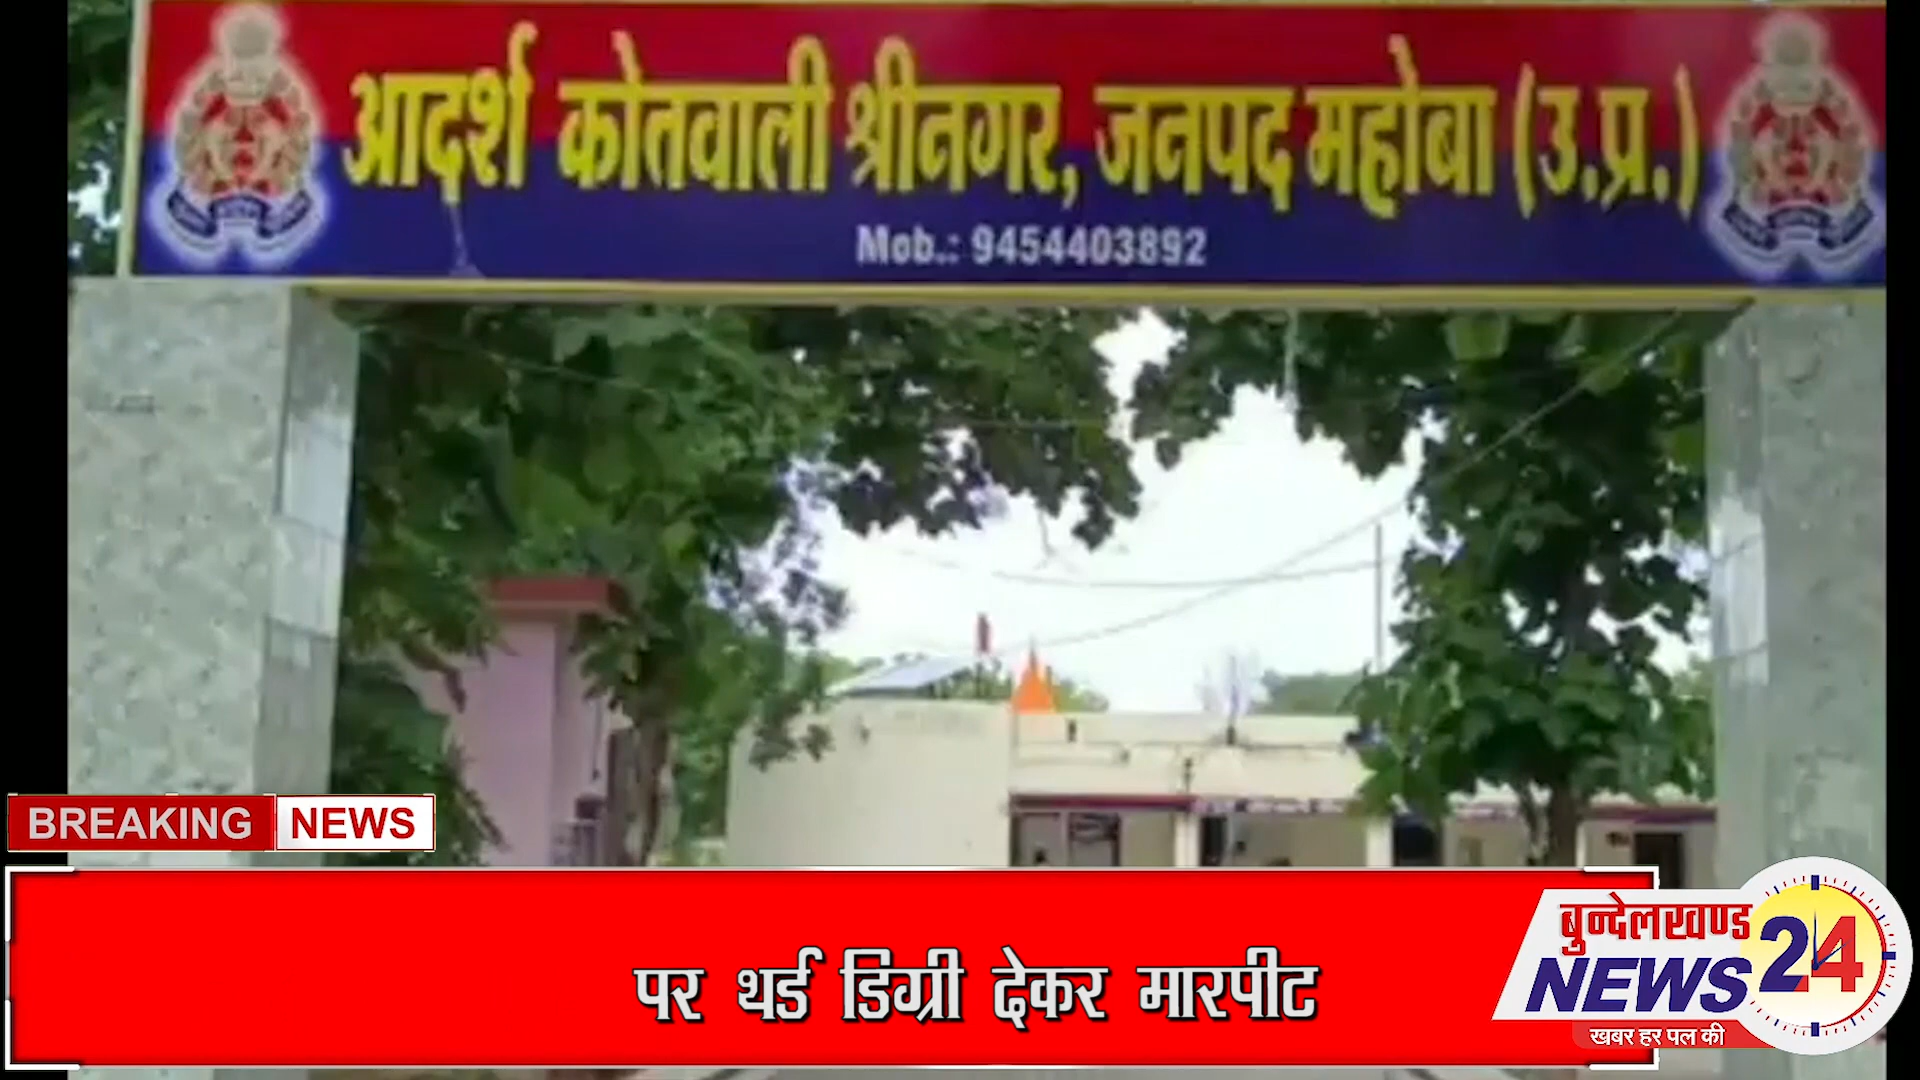 आदर्श कोतवाली श्रीनगर, जनपद महोबा (उ.प्र.)
Mob.: 9454403892
BREAKING NEWS
पर थर्ड डिग्री देकर मारपीट
बुन्देलखण्ड
NEWS 24
खबर हर पल की